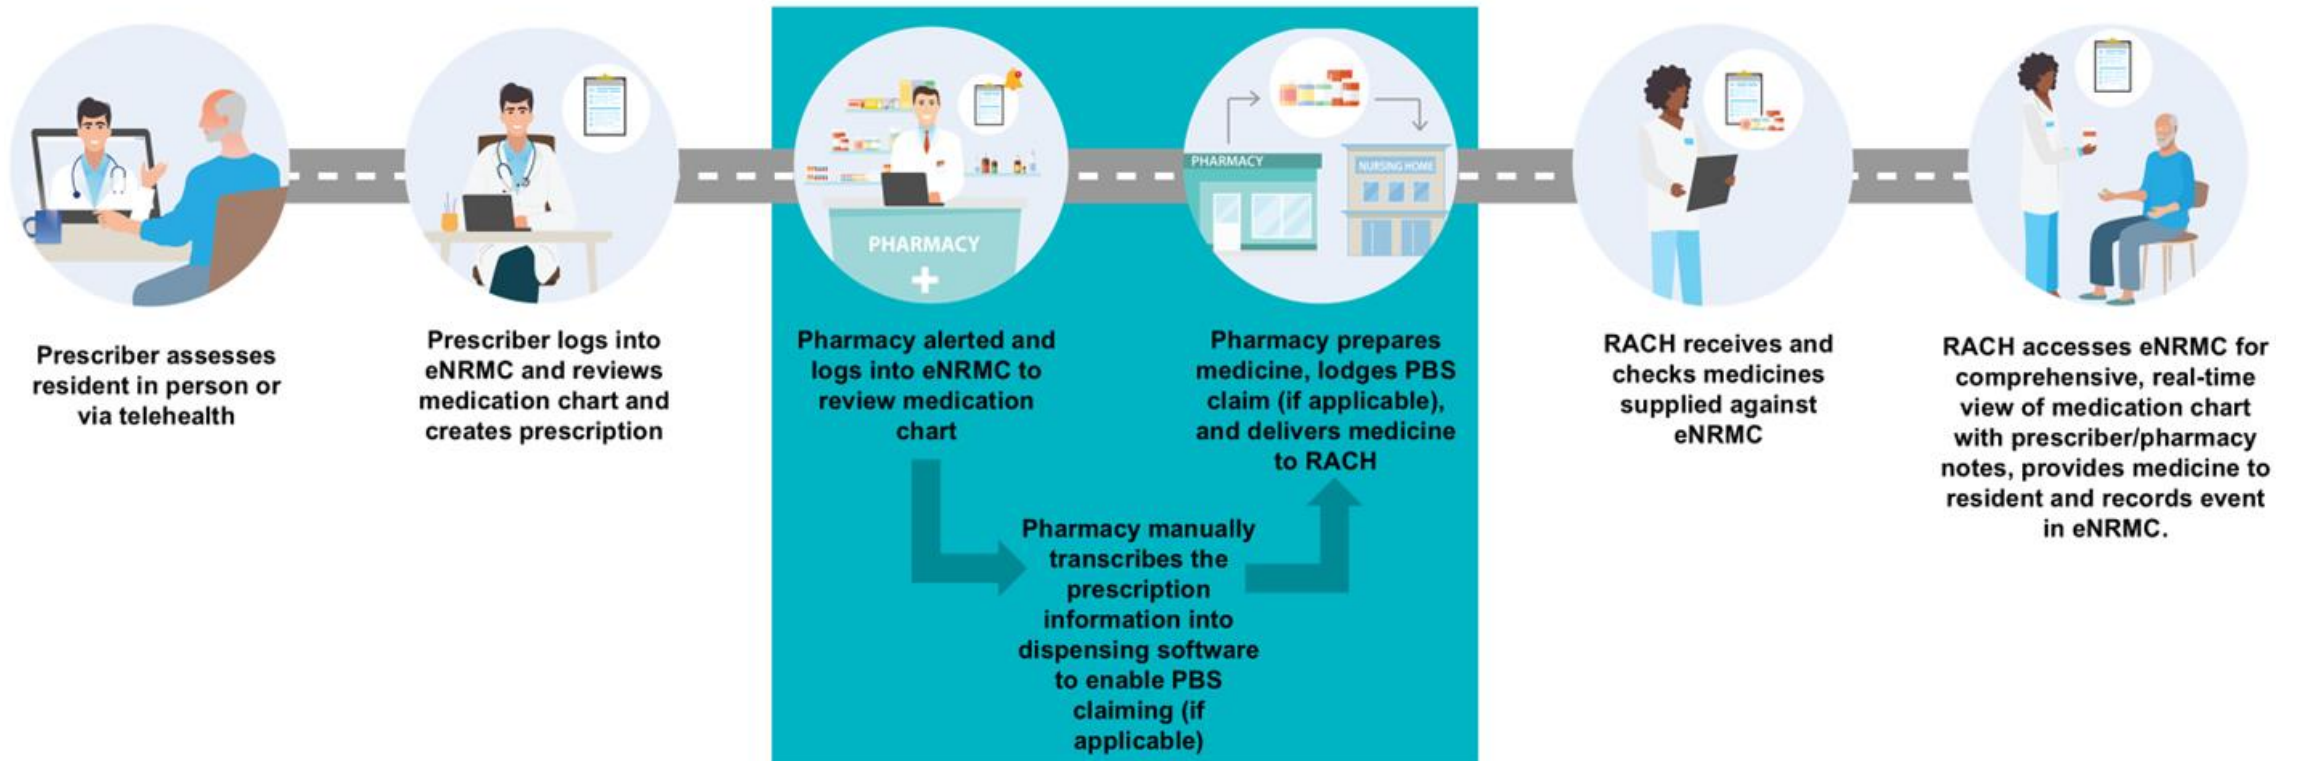 PHARMACY
PHARMACY
NURSING HOME
Prescriber assesses
resident in person or
via telehealth
Prescriber logs into
eNRMC and reviews
medication chart and
creates prescription
Pharmacy alerted and
logs into eNRMC to
review medication
chart
Pharmacy manually
transcribes the
prescription
information into
dispensing software
to enable PBS
claiming (if
applicable)
Pharmacy prepares
medicine, lodges PBS
claim (if applicable),
and delivers medicine
to RACH
RACH receives and
checks medicines
supplied against
eNRMC
RACH accesses eNRMC for
comprehensive, real-time
view of medication chart
with prescriber/pharmacy
notes, provides medicine to
resident and records event
in eNRMC.